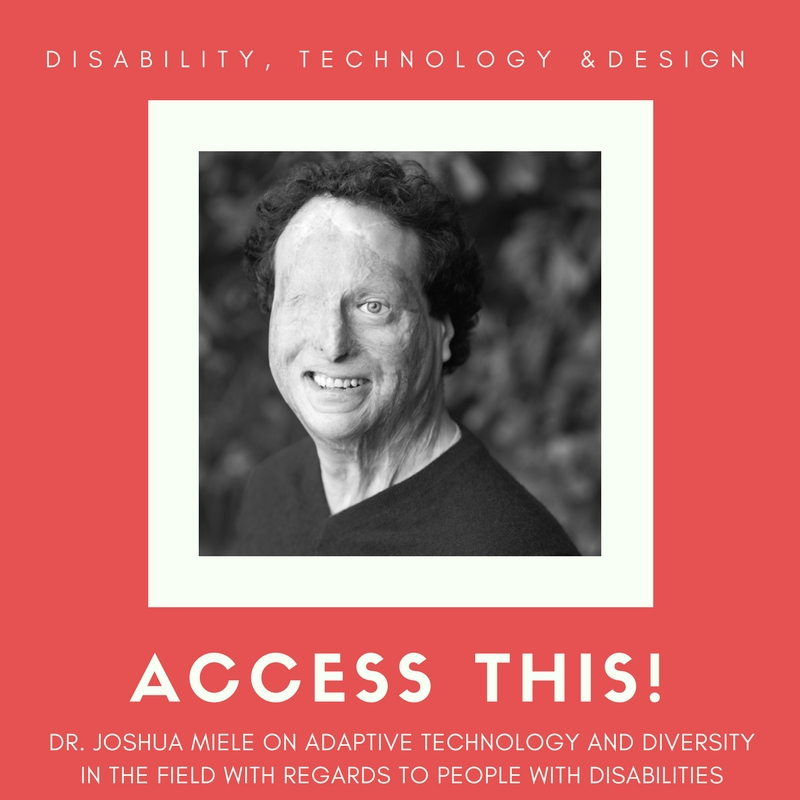 DISABILITY, TECHNOLOGY &DESIGN
ACCESS THIS!
DR. JOSHUA MIELE ON ADAPTIVE TECHNOLOGY AND DIVERSITY
IN THE FIELD WITH REGARDS TO PEOPLE WITH DISABILITIES